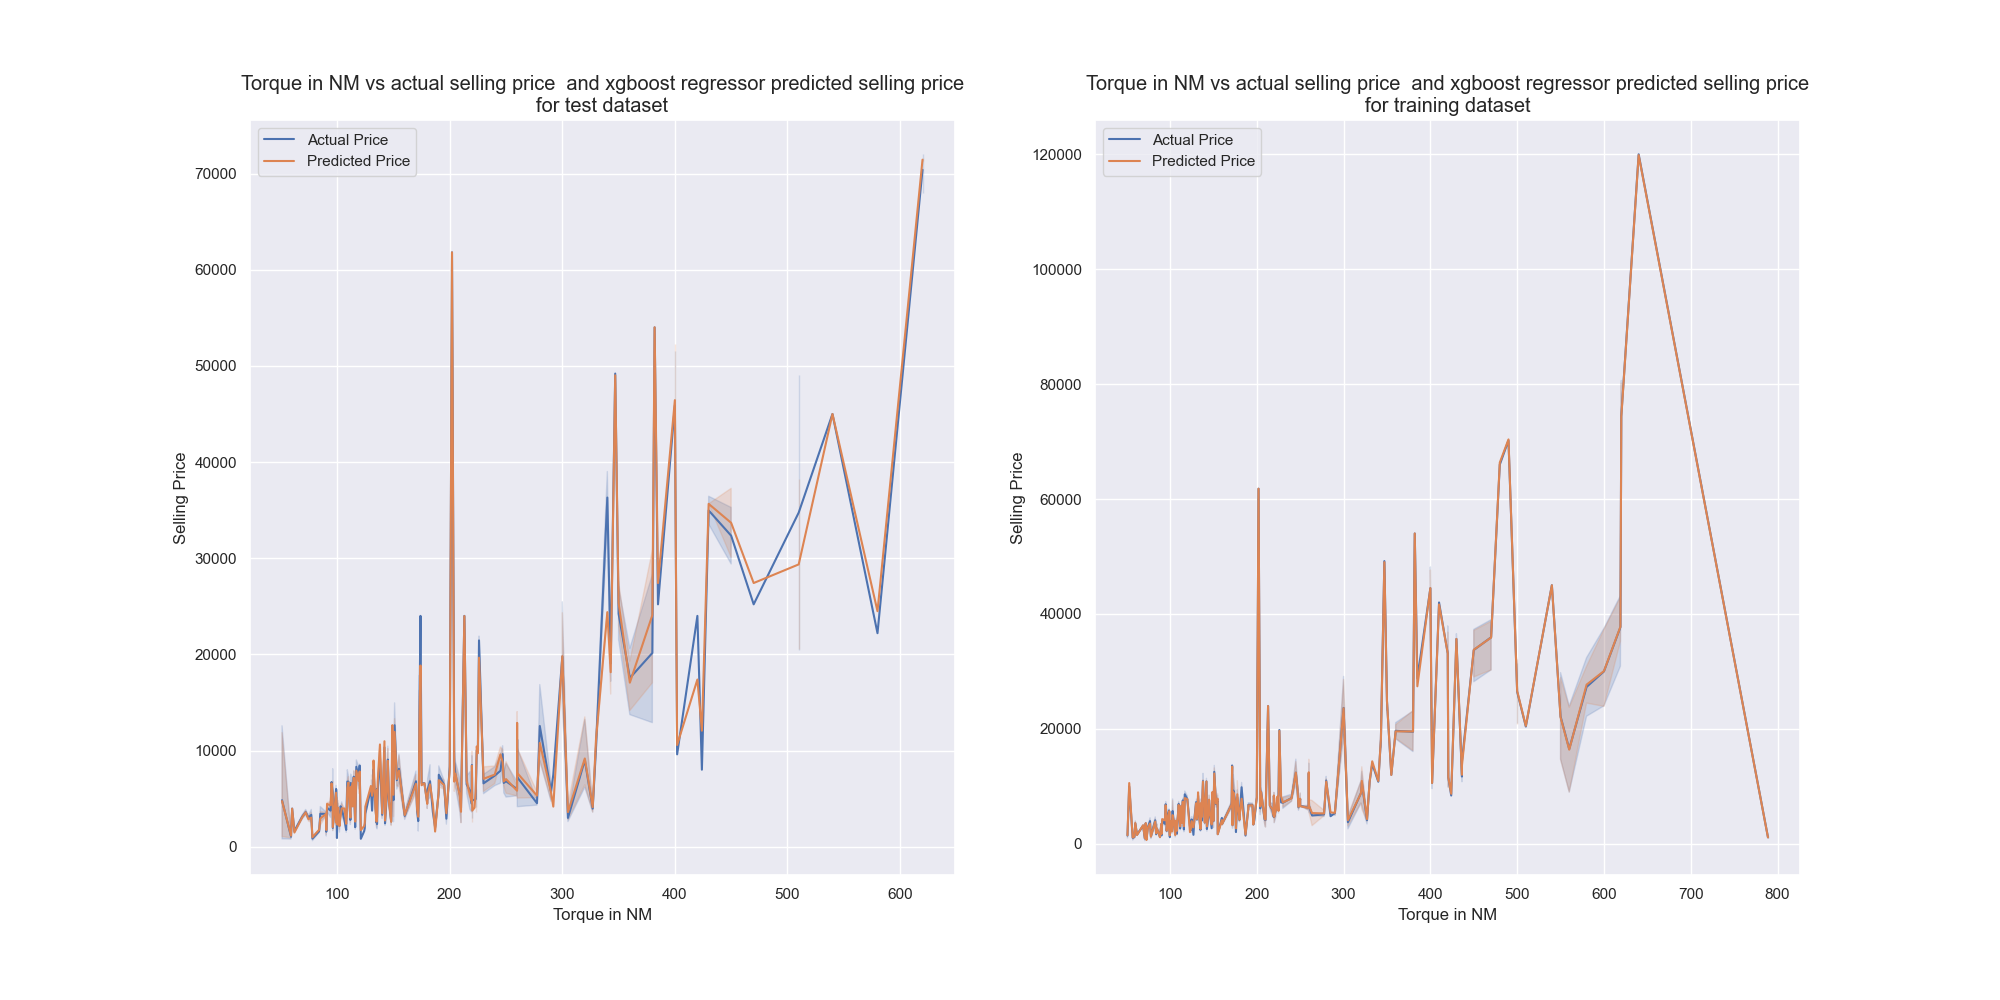 Torque in NM vs actual selling price  and xgboost regressor predicted selling price
for test dataset
Actual Price
Predicted Price
70000
60000
50000
40000
30000
20000
10000
0
Selling Price
100 200 300 400 500 600
Torque in NM
Torque in NM vs actual selling price  and xgboost regressor predicted selling price
for training dataset
Actual Price
Predicted Price
120000
100000
80000
60000
40000
20000
0
Selling Price
100 200 300 400 500 600 700 800
Torque in NM